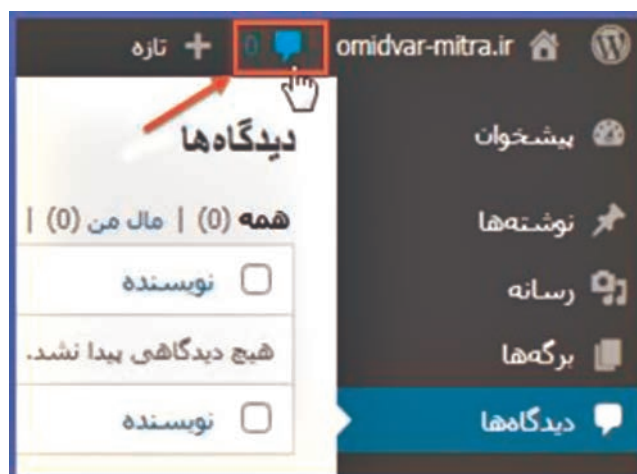 omidvar-mitra.ir 0 تازه
پیشخوان
نوشته‌ها
رسانه
برگه‌ها
دیدگاه‌ها
دیدگاه‌ها
همه (0) | مال من (0) |
نویسنده
هیچ دیدگاهی پیدا نشد.
نویسنده